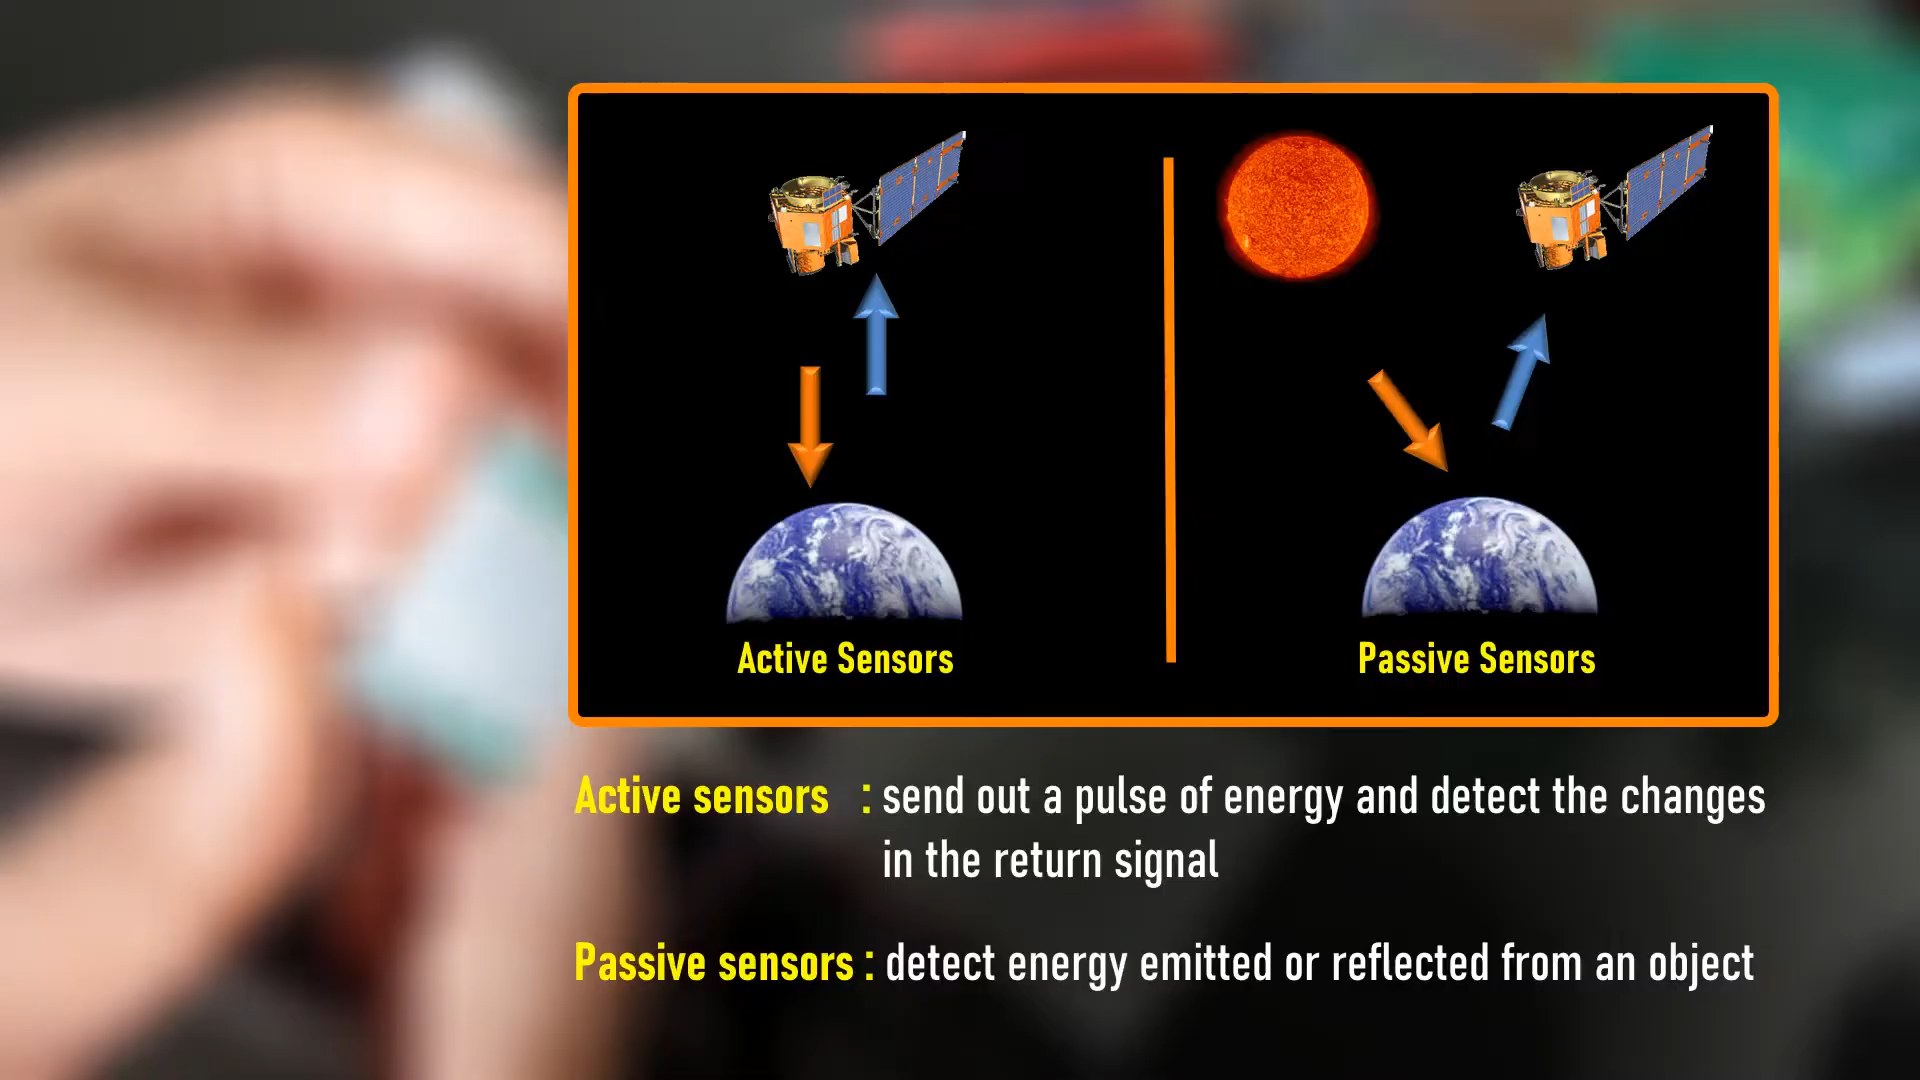 Active Sensors
Passive Sensors
Active sensors : send out a pulse of energy and detect the changes
in the return signal
Passive sensors : detect energy emitted or reflected from an object